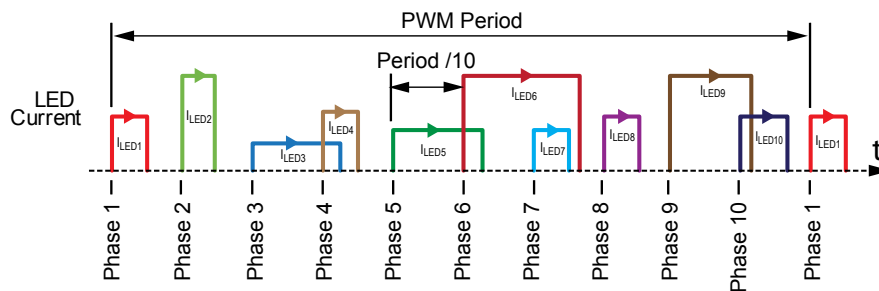 PWM Period
Period /10
LED
Current
ILED1
ILED2
ILED3
ILED4
ILED5
ILED6
ILED7
ILED8
ILED9
ILED10
ILED1
t
Phase 1
Phase 2
Phase 3
Phase 4
Phase 5
Phase 6
Phase 7
Phase 8
Phase 9
Phase 10
Phase 1